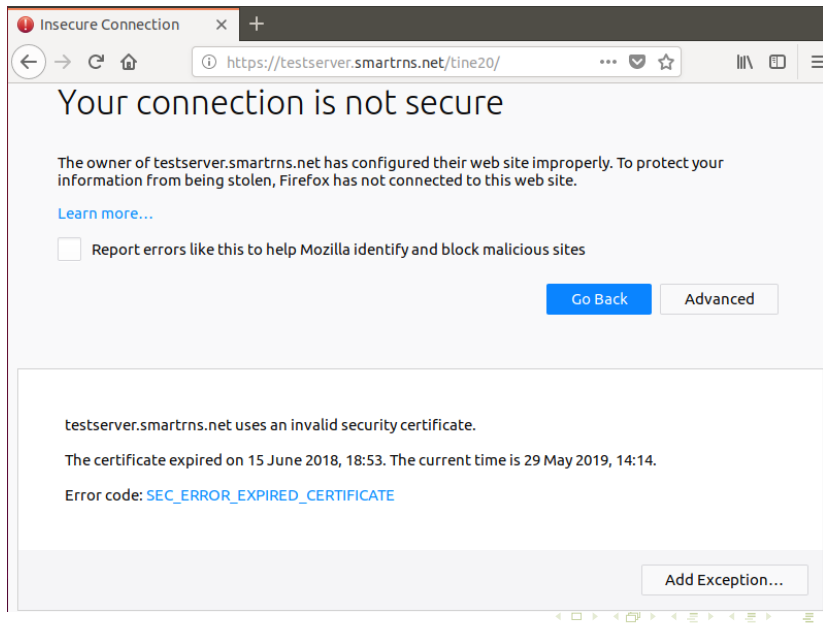 Insecure Connection
https://testserver.smartrns.net/tine20/
Your connection is not secure
The owner of testserver.smartrns.net has configured their web site improperly. To protect your
information from being stolen, Firefox has not connected to this web site.
Learn more…
Report errors like this to help Mozilla identify and block malicious sites
Go Back
Advanced
testserver.smartrns.net uses an invalid security certificate.
The certificate expired on 15 June 2018, 18:53. The current time is 29 May 2019, 14:14.
Error code: SEC_ERROR_EXPIRED_CERTIFICATE
Add Exception…